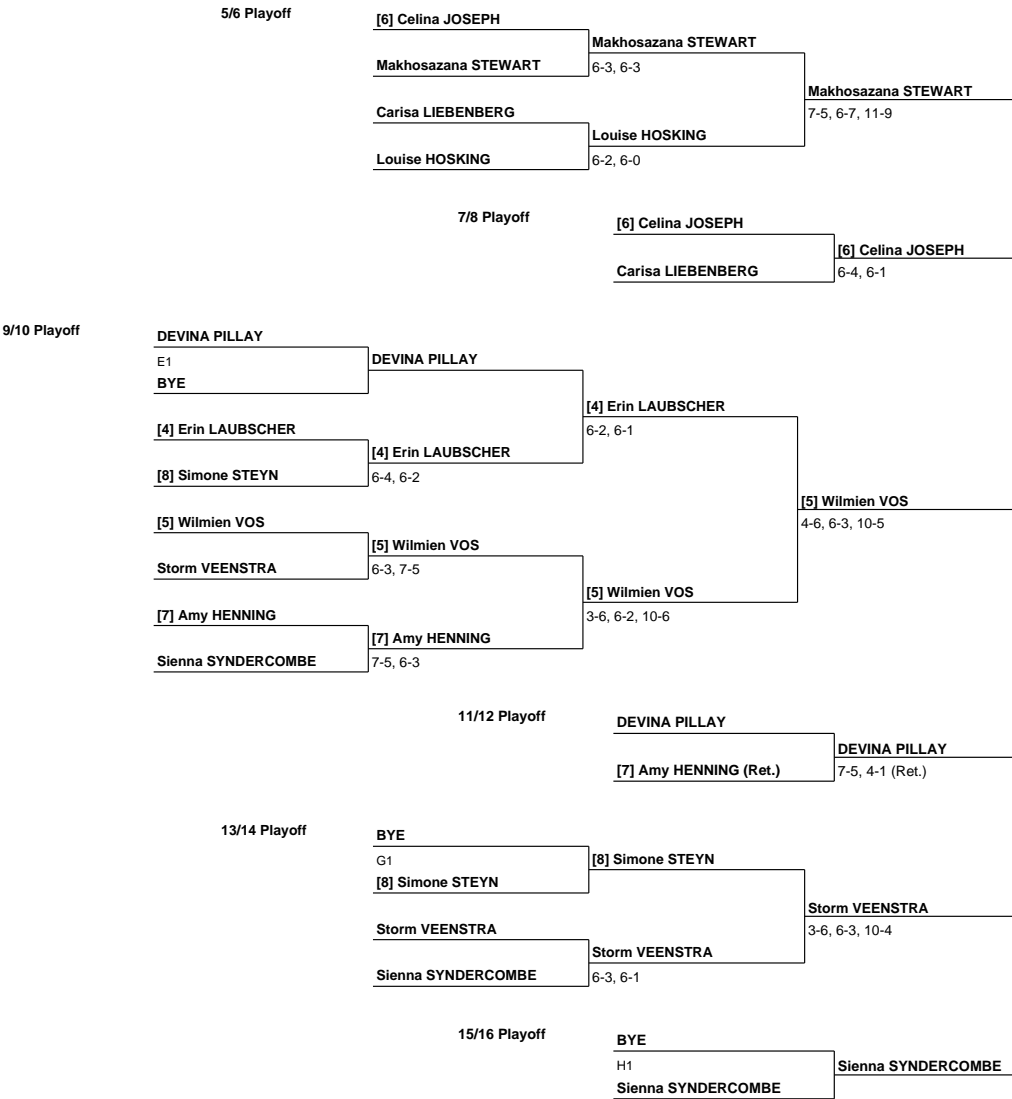 5/6 Playoff
[6] Celina JOSEPH
Makhosazana STEWART
Makhosazana STEWART
6-3, 6-3
Makhosazana STEWART
7-5, 6-7, 11-9
Carisa LIEBENBERG
Louise HOSKING
Louise HOSKING
6-2, 6-0
7/8 Playoff
[6] Celina JOSEPH
[6] Celina JOSEPH
Carisa LIEBENBERG
6-4, 6-1
9/10 Playoff
DEVINA PILLAY
E1
DEVINA PILLAY
BYE
[4] Erin LAUBSCHER
6-2, 6-1
[4] Erin LAUBSCHER
[4] Erin LAUBSCHER
[8] Simone STEYN
6-4, 6-2
[5] Wilmien VOS
4-6, 6-3, 10-5
[5] Wilmien VOS
[5] Wilmien VOS
Storm VEENSTRA
6-3, 7-5
[5] Wilmien VOS
3-6, 6-2, 10-6
[7] Amy HENNING
[7] Amy HENNING
Sienna SYNDERCOMBE
7-5, 6-3
11/12 Playoff
DEVINA PILLAY
DEVINA PILLAY
[7] Amy HENNING (Ret.)
7-5, 4-1 (Ret.)
13/14 Playoff
BYE
G1
[8] Simone STEYN
[8] Simone STEYN
Storm VEENSTRA
3-6, 6-3, 10-4
Storm VEENSTRA
Storm VEENSTRA
Sienna SYNDERCOMBE
6-3, 6-1
15/16 Playoff
BYE
H1
Sienna SYNDERCOMBE
Sienna SYNDERCOMBE